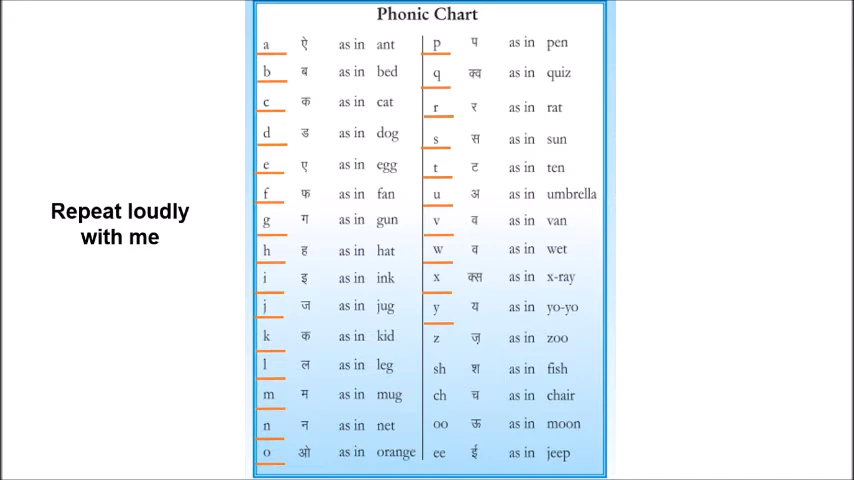 Phonic Chart
a ऐ as in ant
b ब as in bed
c क as in cat
d ड as in dog
e ए as in egg
f फ as in fan
g ग as in gun
h ह as in hat
i इ as in ink
j ज as in jug
k क as in kid
l ल as in leg
m म as in mug
n न as in net
o ओ as in orange
p प as in pen
q क्व as in quiz
r र as in rat
s स as in sun
t ट as in ten
u अ as in umbrella
v व as in van
w व as in wet
x क्स as in x-ray
y य as in yo-yo
z ज़ as in zoo
sh श as in fish
ch च as in chair
oo ऊ as in moon
ee ई as in jeep
Repeat loudly
with me